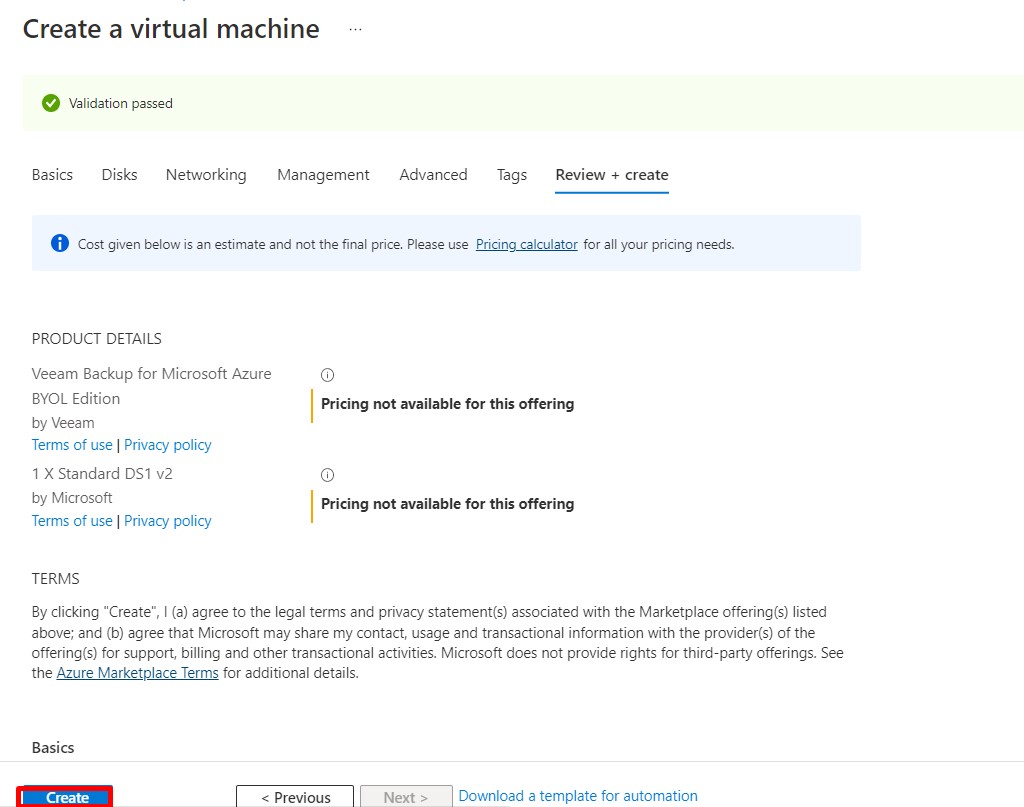 Create a virtual machine ...
Validation passed
Basics Disks Networking Management Advanced Tags Review + create
Cost given below is an estimate and not the final price. Please use Pricing calculator for all your pricing needs.
PRODUCT DETAILS
Veeam Backup for Microsoft Azure
BYOL Edition
by Veeam
Terms of use | Privacy policy
Pricing not available for this offering
1 X Standard DS1 v2
by Microsoft
Terms of use | Privacy policy
Pricing not available for this offering
TERMS
By clicking "Create", I (a) agree to the legal terms and privacy statement(s) associated with the Marketplace offering(s) listed
above; and (b) agree that Microsoft may share my contact, usage and transactional information with the provider(s) of the
offering(s) for support, billing and other transactional activities. Microsoft does not provide rights for third-party offerings. See
the Azure Marketplace Terms for additional details.
Basics
Create < Previous Next > Download a template for automation